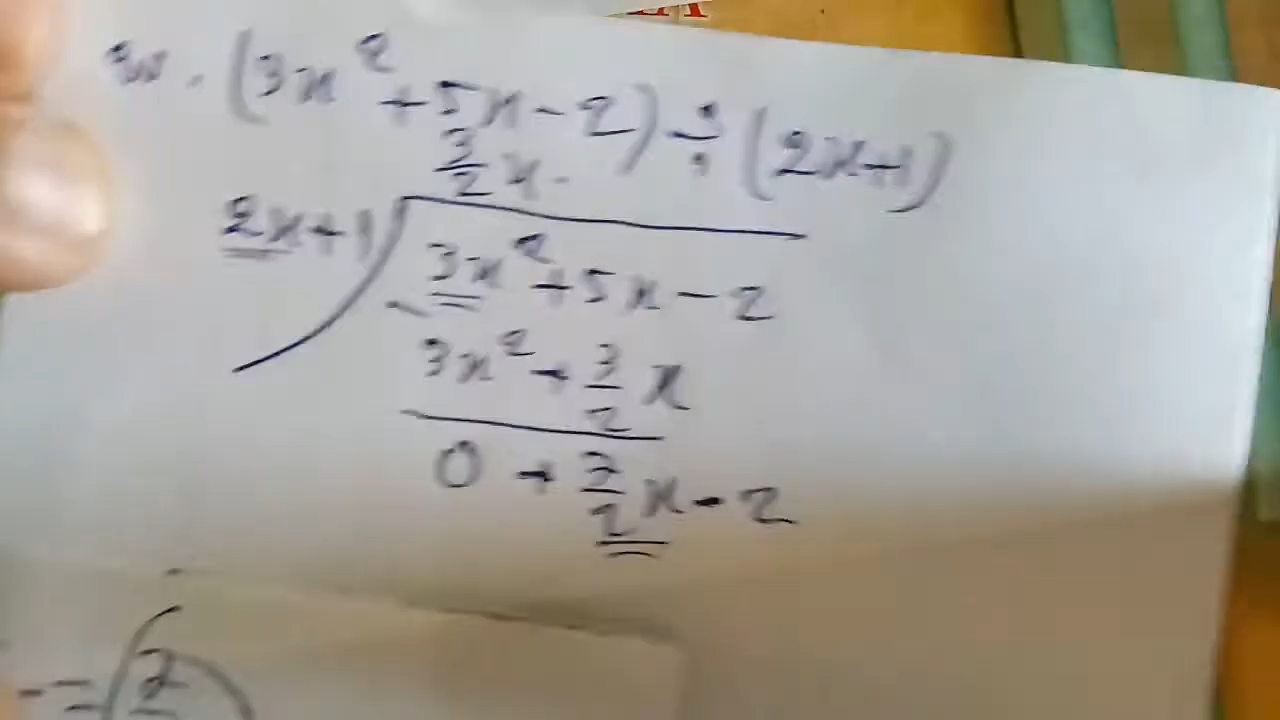 (3x² + 5x - 2) ÷ (2x+1)
3/2 x
2x+1 ) 3x² + 5x - 2
3x² + 3/2 x
0 + 7/2 x - 2
2